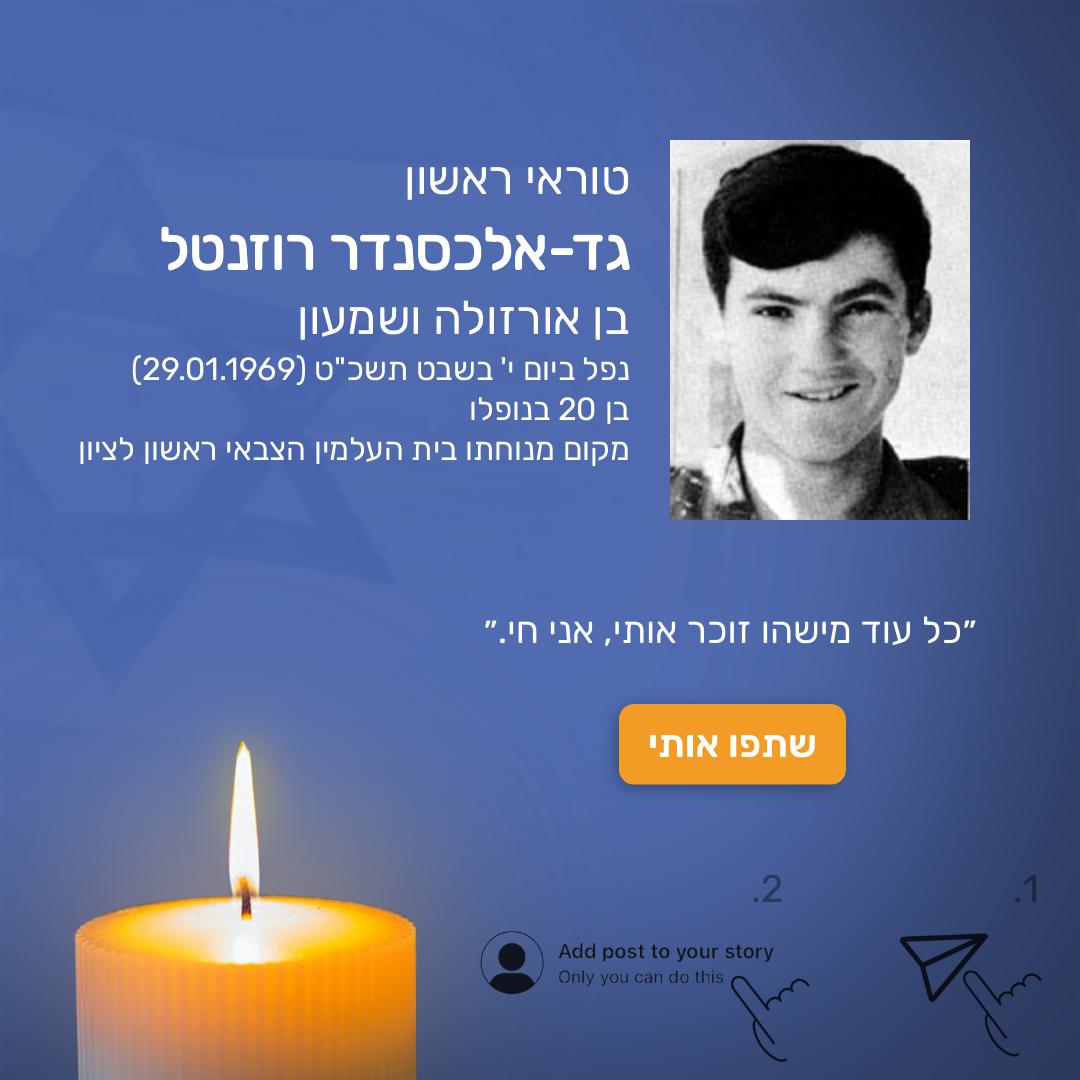 טוראי ראשון
גד-אלכסנדר רוזנטל
בן אורזולה ושמעון
נפל ביום י' בשבט תשכ"ט (29.01.1969)
בן 20 בנופלו
מקום מנוחתו בית העלמין הצבאי ראשון לציון
״כל עוד מישהו זוכר אותי, אני חי.״
שתפו אותי
1.
2.
Add post to your story
Only you can do this